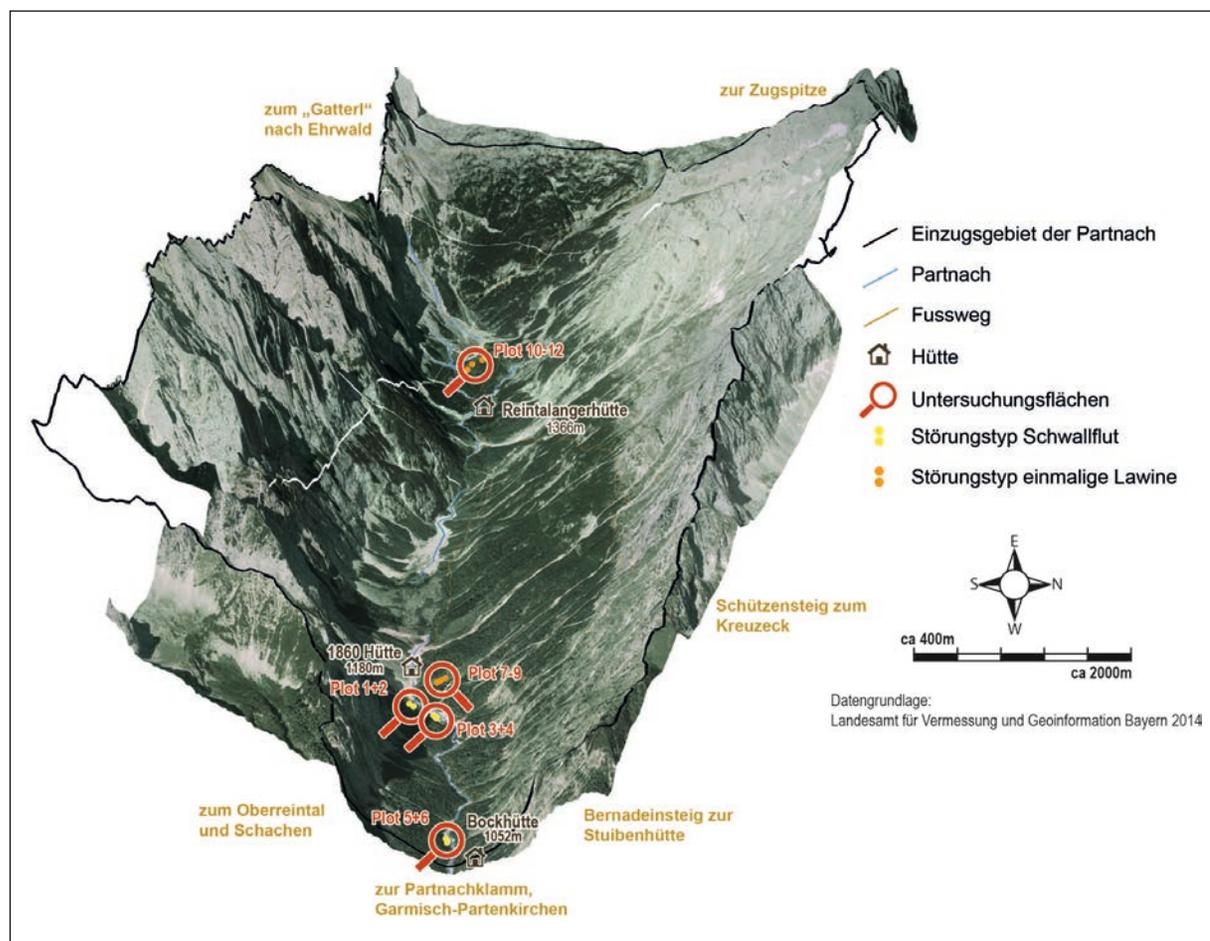 zum „Gatterl“
nach Ehrwald
zur Zugspitze
Plot 10-12
Reintalangerhütte
1366m
1860 Hütte
1180m
Plot 7-9
Plot 1+2
Plot 3+4
Plot 5+6
Bockhütte
1052m
zum Oberreintal
und Schachen
Bernadeinsteig zur
Stuibenhütte
zur Partnachklamm,
Garmisch-Partenkirchen
Schützensteig zum
Kreuzeck
Einzugsgebiet der Partnach
Partnach
Fussweg
Hütte
Untersuchungsflächen
Störungstyp Schwallflut
Störungstyp einmalige Lawine
E
S N
W
ca 400m
ca 2000m
Datengrundlage:
Landesamt für Vermessung und Geoinformation Bayern 2014